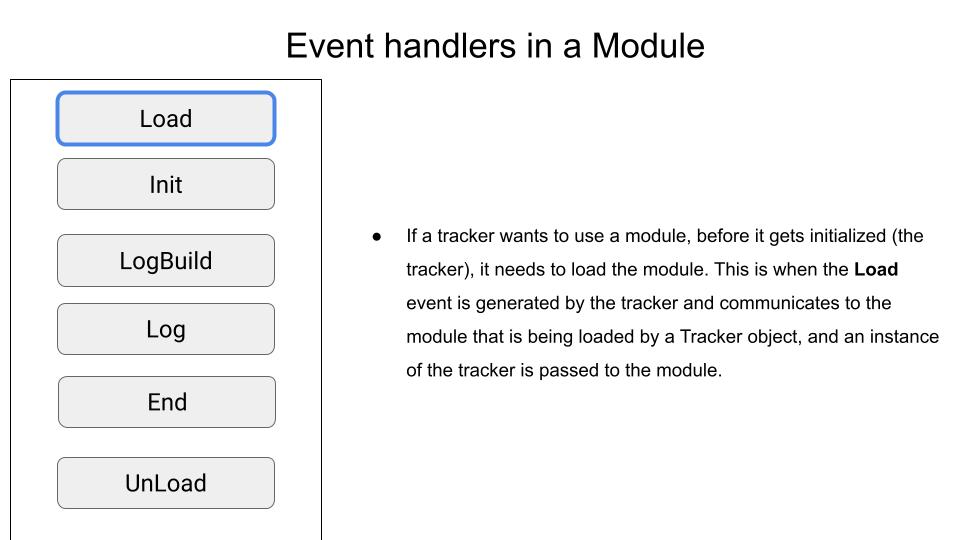 Event handlers in a Module
Load
Init
LogBuild
Log
End
UnLoad
● If a tracker wants to use a module, before it gets initialized (the
tracker), it needs to load the module. This is when the Load
event is generated by the tracker and communicates to the
module that is being loaded by a Tracker object, and an instance
of the tracker is passed to the module.